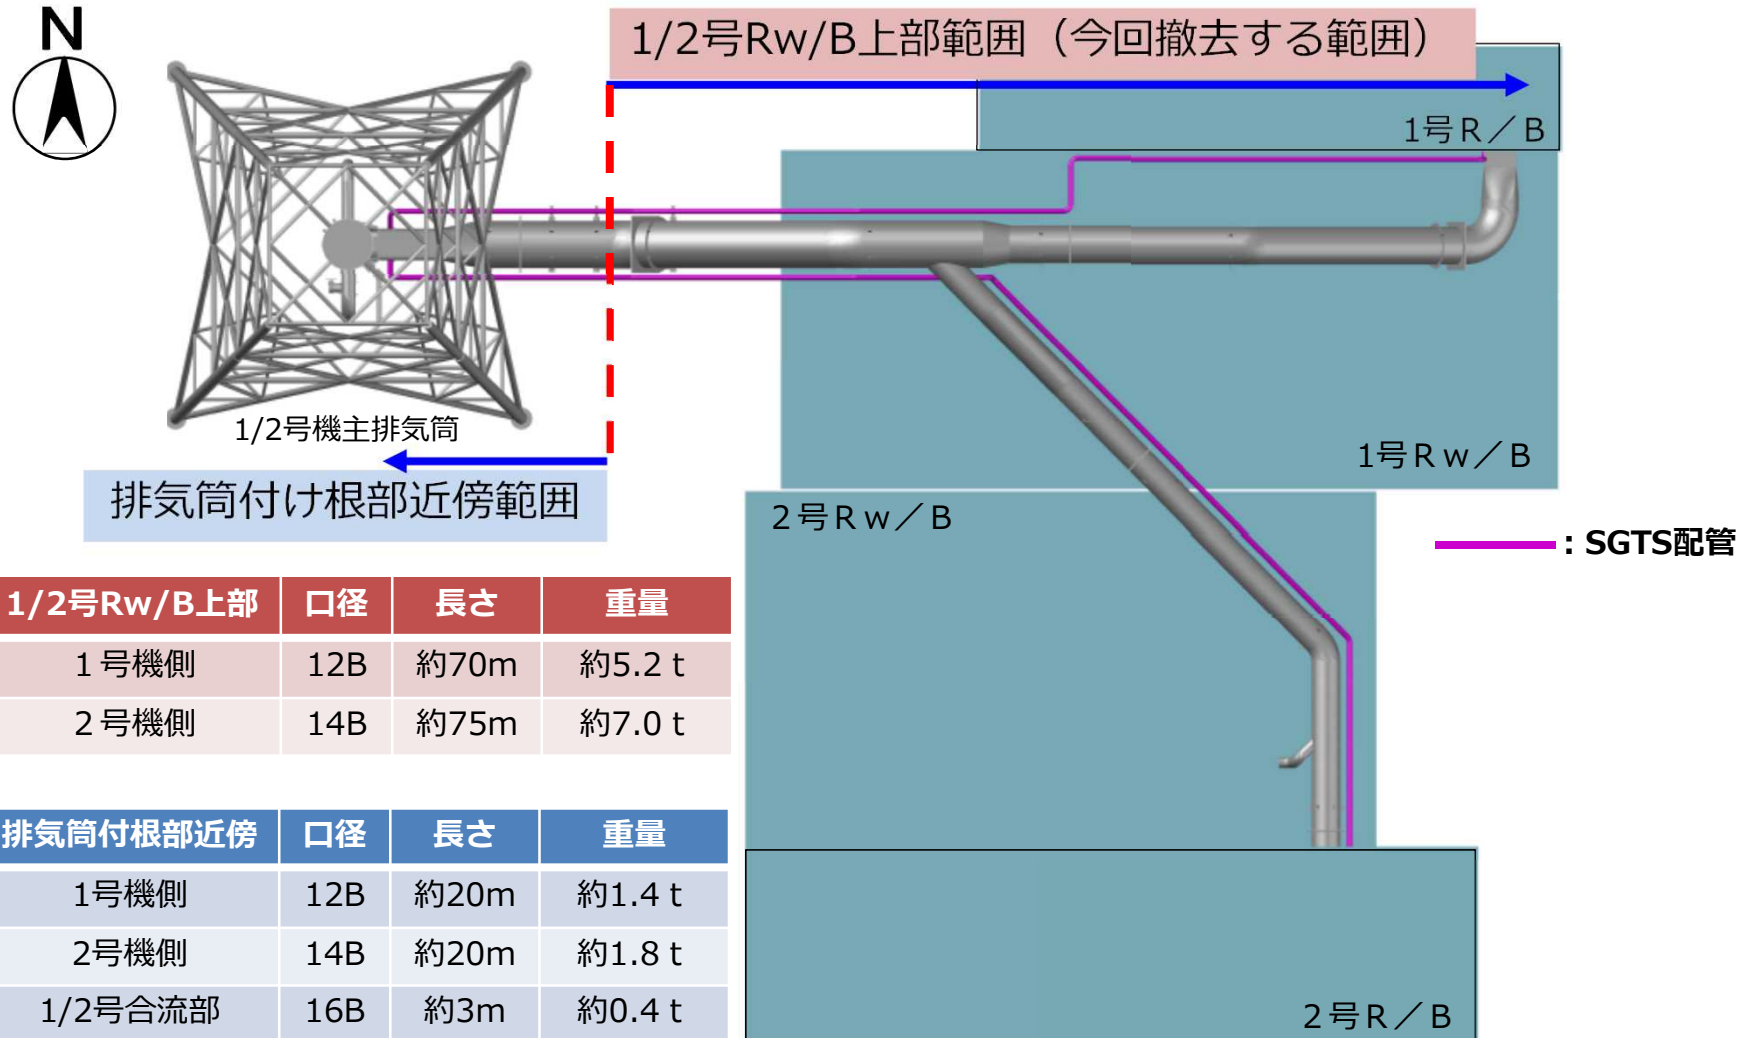 N
1/2号Rw/B上部範囲（今回撤去する範囲）
1号R／B
1/2号機主排気筒
排気筒付け根部近傍範囲
1号Rw／B
2号Rw／B
：SGTS配管
1/2号Rw/B上部 口径 長さ 重量
1号機側 12B 約70m 約5.2 t
2号機側 14B 約75m 約7.0 t
排気筒付根部近傍 口径 長さ 重量
1号機側 12B 約20m 約1.4 t
2号機側 14B 約20m 約1.8 t
1/2号合流部 16B 約3m 約0.4 t
2号R／B